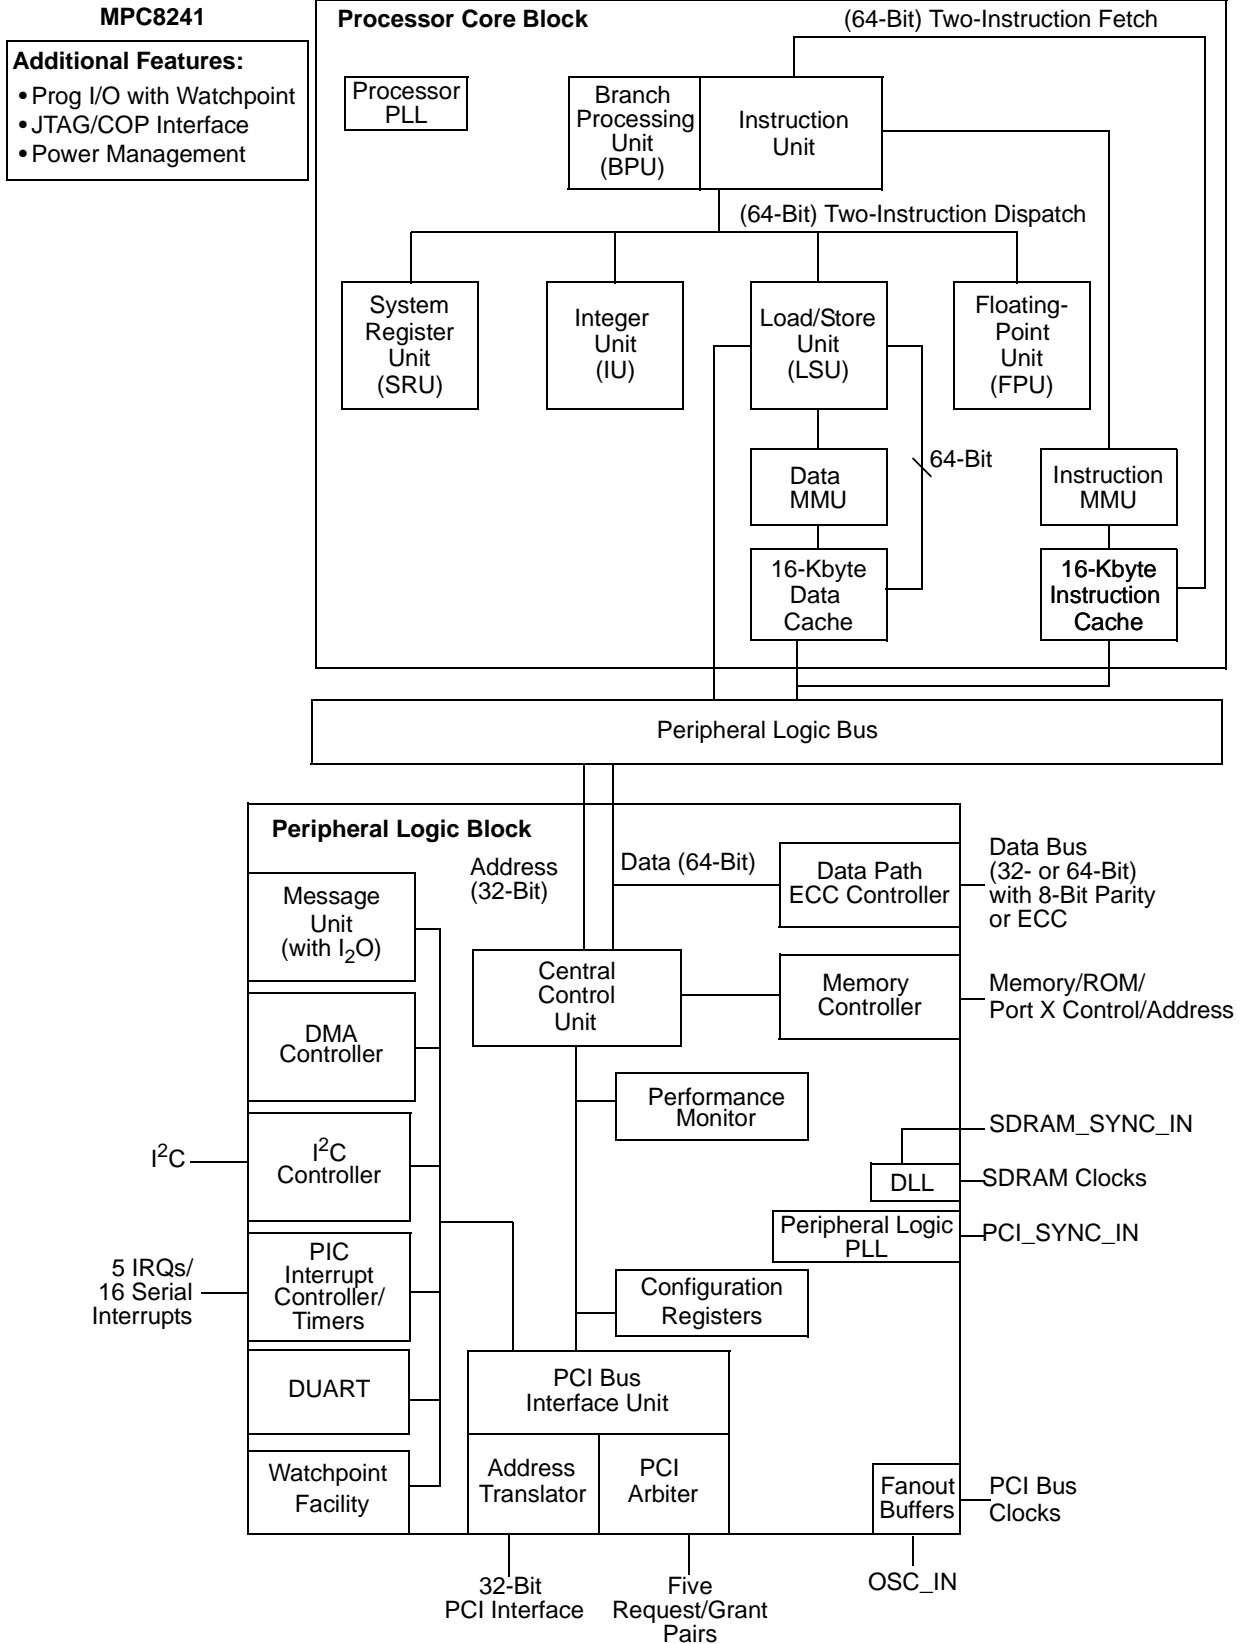 MPC8241
Additional Features:
• Prog I/O with Watchpoint
• JTAG/COP Interface
• Power Management
Processor Core Block
(64-Bit) Two-Instruction Fetch
Processor
PLL
Branch
Processing
Unit
(BPU)
Instruction
Unit
(64-Bit) Two-Instruction Dispatch
System
Register
Unit
(SRU)
Integer
Unit
(IU)
Load/Store
Unit
(LSU)
Floating-
Point
Unit
(FPU)
64-Bit
Data
MMU
Instruction
MMU
16-Kbyte
Data
Cache
16-Kbyte
Instruction
Cache
Peripheral Logic Bus
Peripheral Logic Block
Address
(32-Bit)
Data (64-Bit)
Data Path
ECC Controller
Data Bus
(32- or 64-Bit)
with 8-Bit Parity
or ECC
Message
Unit
(with I2O)
Central
Control
Unit
Memory
Controller
Memory/ROM/
Port X Control/Address
DMA
Controller
Performance
Monitor
I2C
I2C
Controller
SDRAM_SYNC_IN
DLL
SDRAM Clocks
Peripheral Logic
PLL
PCI_SYNC_IN
5 IRQs/
16 Serial
Interrupts
PIC
Interrupt
Controller/
Timers
Configuration
Registers
DUART
PCI Bus
Interface Unit
Watchpoint
Facility
Address
Translator
PCI
Arbiter
Fanout
Buffers
PCI Bus
Clocks
32-Bit
PCI Interface
Five
Request/Grant
Pairs
OSC_IN